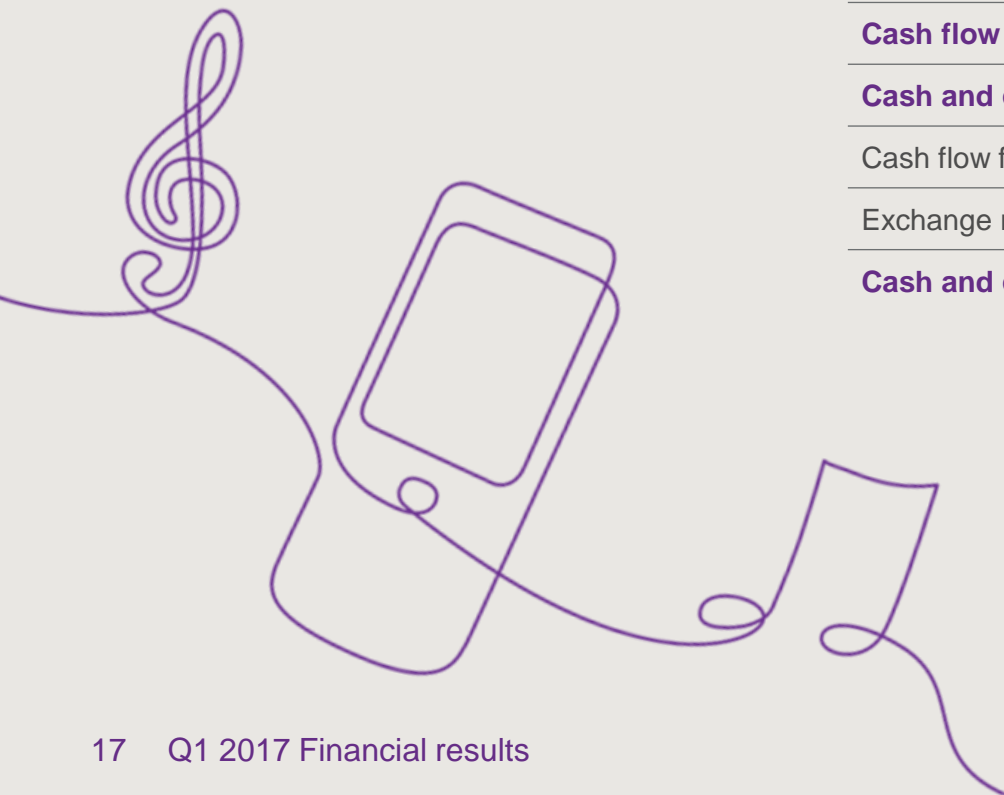 Cash flow
Cash and
Cash flow
Exchange
Cash and
17 Q1 2017 Financial results